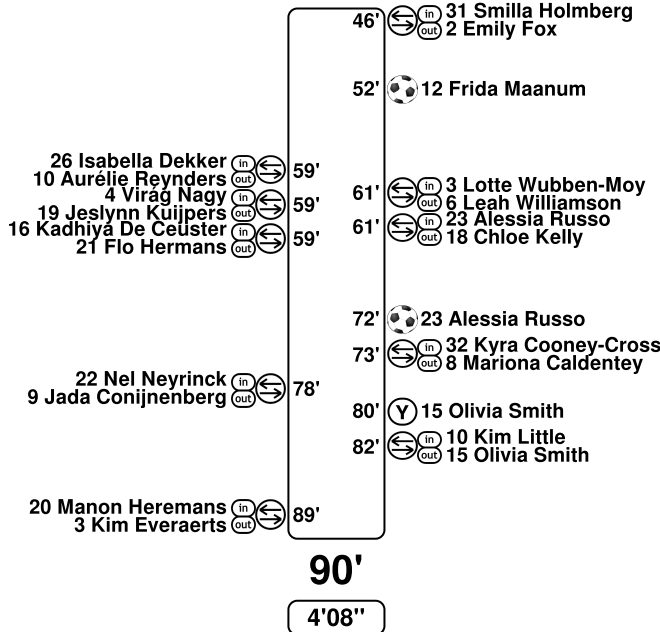 46' in 31 Smilla Holmberg
out 2 Emily Fox
52' 12 Frida Maanum
26 Isabella Dekker in 59'
10 Aurélie Reynders out
4 Virág Nagy in 59'
19 Jeslynn Kuijpers out
16 Kadhiya De Ceuster in 59'
21 Flo Hermans out
61' in 3 Lotte Wubben-Moy
out 6 Leah Williamson
61' in 23 Alessia Russo
out 18 Chloe Kelly
72' 23 Alessia Russo
73' in 32 Kyra Cooney-Cross
out 8 Mariona Caldentey
22 Nel Neyrinck in 78'
9 Jada Conijnenberg out
80' Y 15 Olivia Smith
82' in 10 Kim Little
out 15 Olivia Smith
20 Manon Heremans in 89'
3 Kim Everaerts out
90'
4'08"